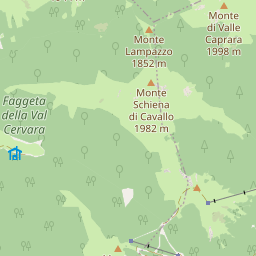 Monte
Lampazzo
1852 m
Monte
di Valle
Caprara
1998 m
Faggeta
della Val
Cervara
Monte
Schiena
di Cavallo
1982 m